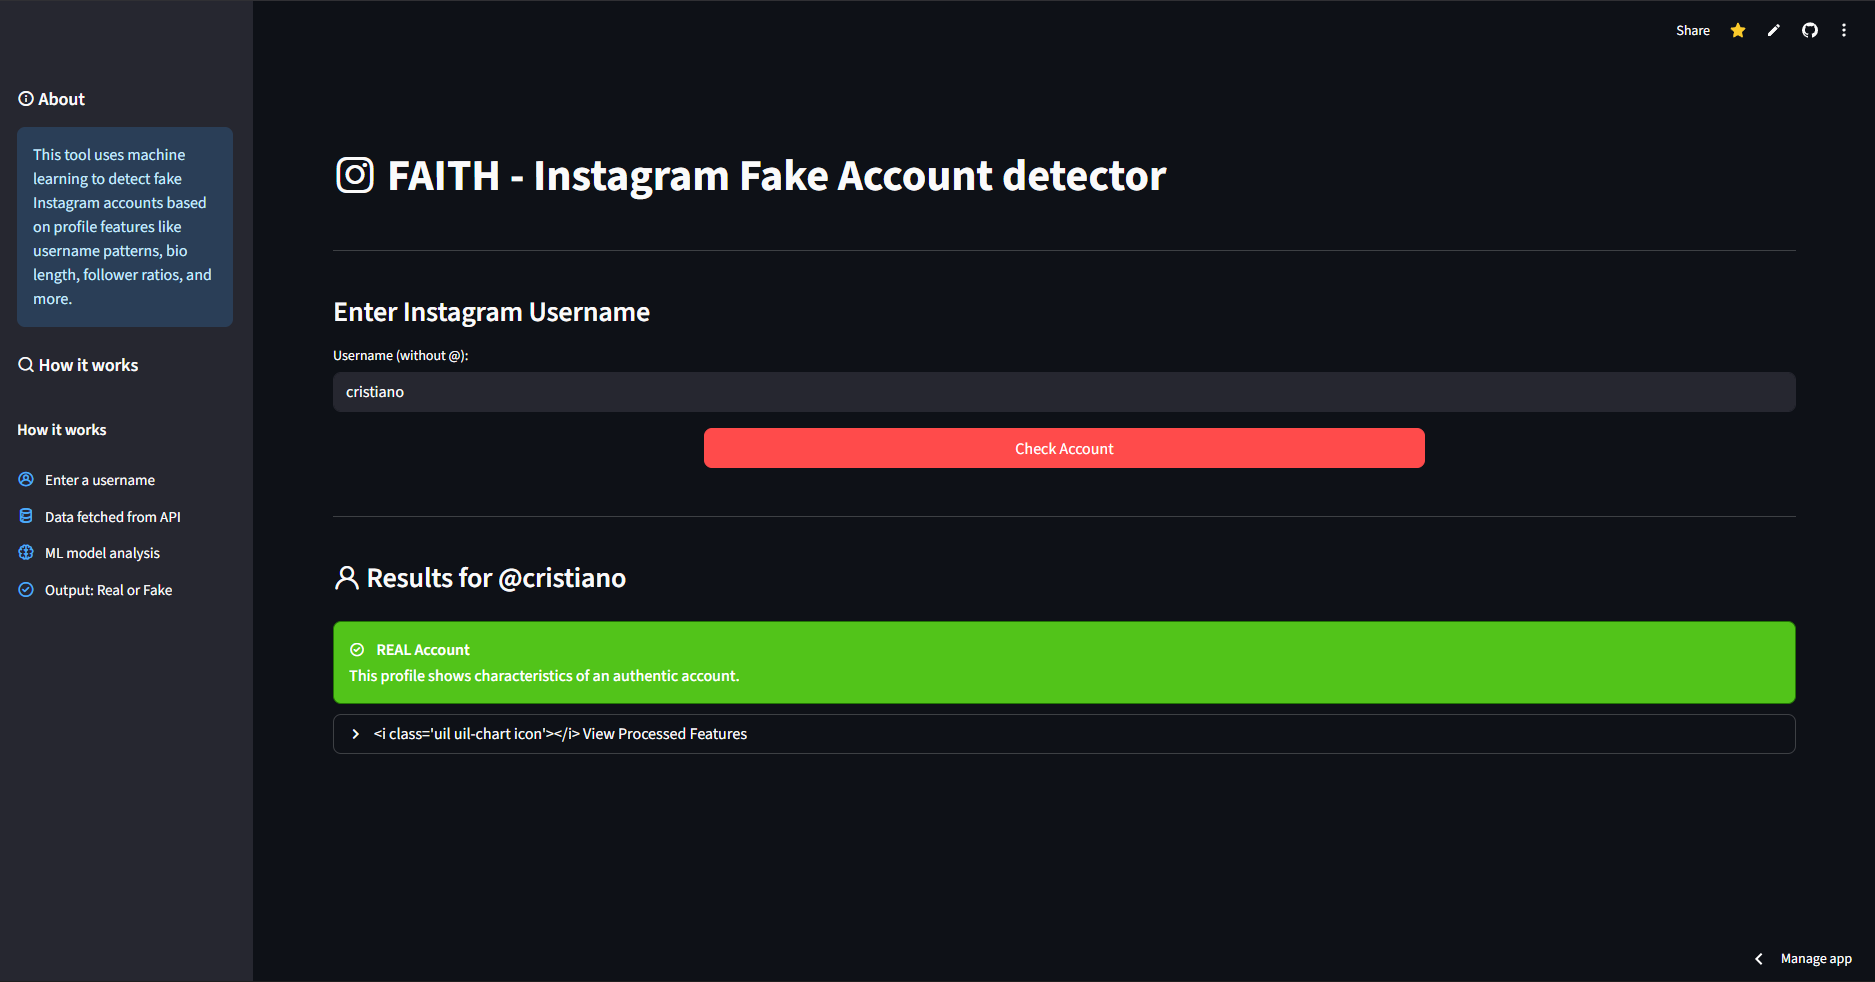 Share
About
This tool uses machine
learning to detect fake
Instagram accounts based
on profile features like
username patterns, bio
length, follower ratios, and
more.
How it works
How it works
Enter a username
Data fetched from API
ML model analysis
Output: Real or Fake
FAITH - Instagram Fake Account detector
Enter Instagram Username
Username (without @):
cristiano
Check Account
Results for @cristiano
REAL Account
This profile shows characteristics of an authentic account.
<i class='uil uil-chart icon'></i> View Processed Features
Manage app